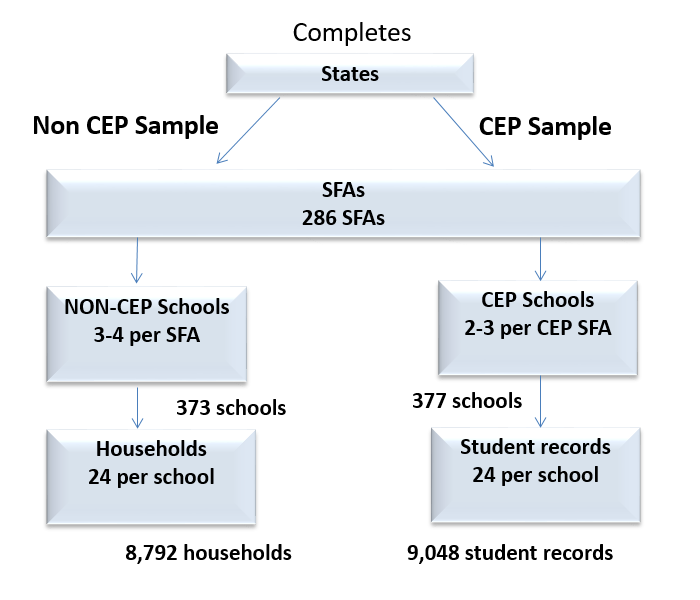 Completes
States
Non CEP Sample
CEP Sample
SFAs
286 SFAs
NON-CEP Schools
3-4 per SFA
CEP Schools
2-3 per CEP SFA
373 schools
377 schools
Households
24 per school
Student records
24 per school
8,792 households
9,048 student records